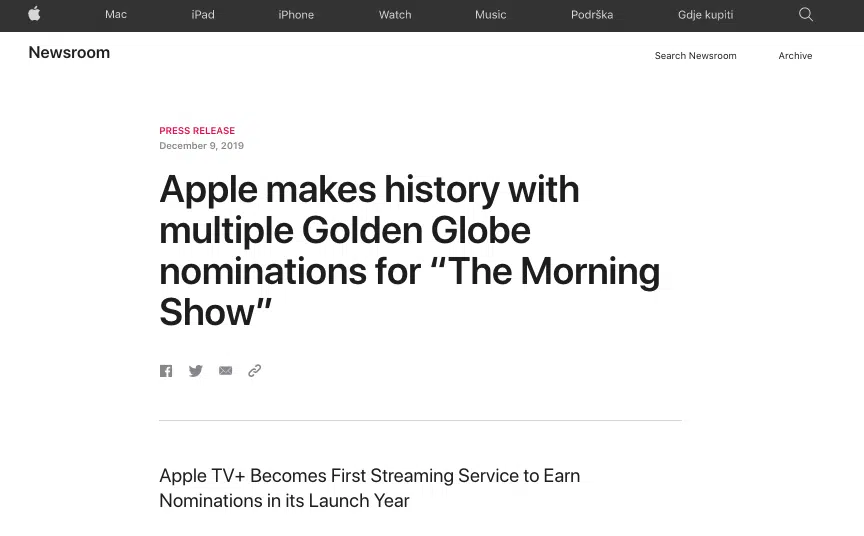 Mac iPad iPhone Watch Music Podrška Gdje kupiti
Newsroom
Search Newsroom Archive
PRESS RELEASE
December 9, 2019
Apple makes history with
multiple Golden Globe
nominations for “The Morning
Show”
Apple TV+ Becomes First Streaming Service to Earn
Nominations in its Launch Year